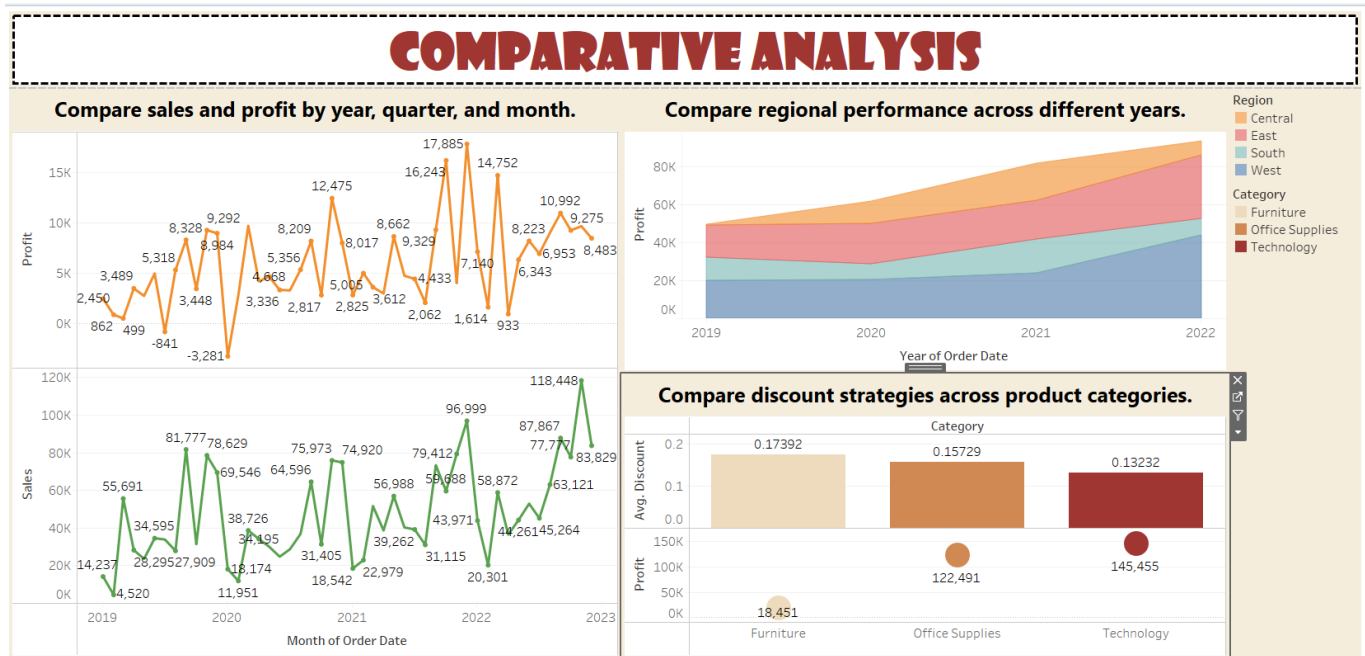 COMPARATIVE ANALYSIS
Compare sales and profit by year, quarter, and month.
Profit
15K
10K
5K
0K
2,450
862
3,489
499
5,318
-841
8,328
3,448
9,292
8,984
-3,281
4,668
3,336
5,356
8,209
2,817
12,475
8,017
5,005
2,825
3,612
8,662
4,433
2,062
9,329
16,243
17,885
7,140
1,614
14,752
933
6,343
8,223
6,953
10,992
9,275
8,483
Sales
120K
100K
80K
60K
40K
20K
0K
14,237
4,520
55,691
28,295
34,595
27,909
81,777
78,629
69,546
18,174
11,951
38,726
34,195
64,596
31,405
75,973
74,920
18,542
22,979
56,988
39,262
31,115
79,412
59,688
96,999
43,971
20,301
58,872
44,261
45,264
63,121
87,867
77,777
118,448
83,829
2019
2020
2021
2022
2023
Month of Order Date
Compare regional performance across different years.
Profit
80K
60K
40K
20K
0K
2019
2020
2021
2022
Year of Order Date
Region
Central
East
South
West
Category
Furniture
Office Supplies
Technology
Compare discount strategies across product categories.
Category
Avg. Discount
0.2
0.1
0.0
0.17392
0.15729
0.13232
Profit
150K
100K
50K
0K
18,451
122,491
145,455
Furniture
Office Supplies
Technology